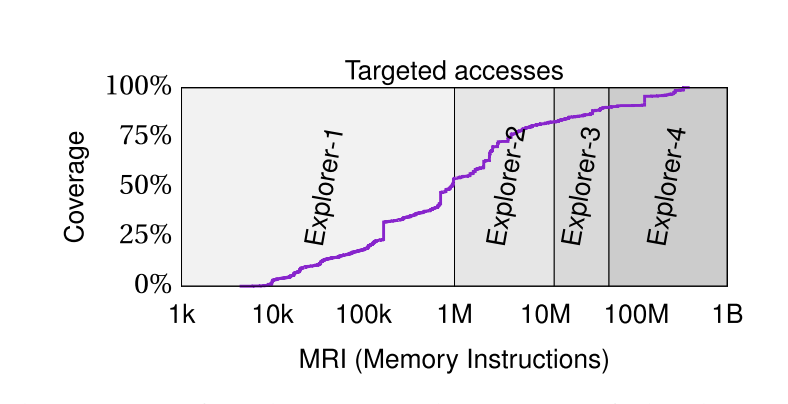 Targeted accesses
100%
75%
50%
25%
0%
Coverage
Explorer-1
Explorer-2
Explorer-3
Explorer-4
1k 10k 100k 1M 10M 100M 1B
MRI (Memory Instructions)